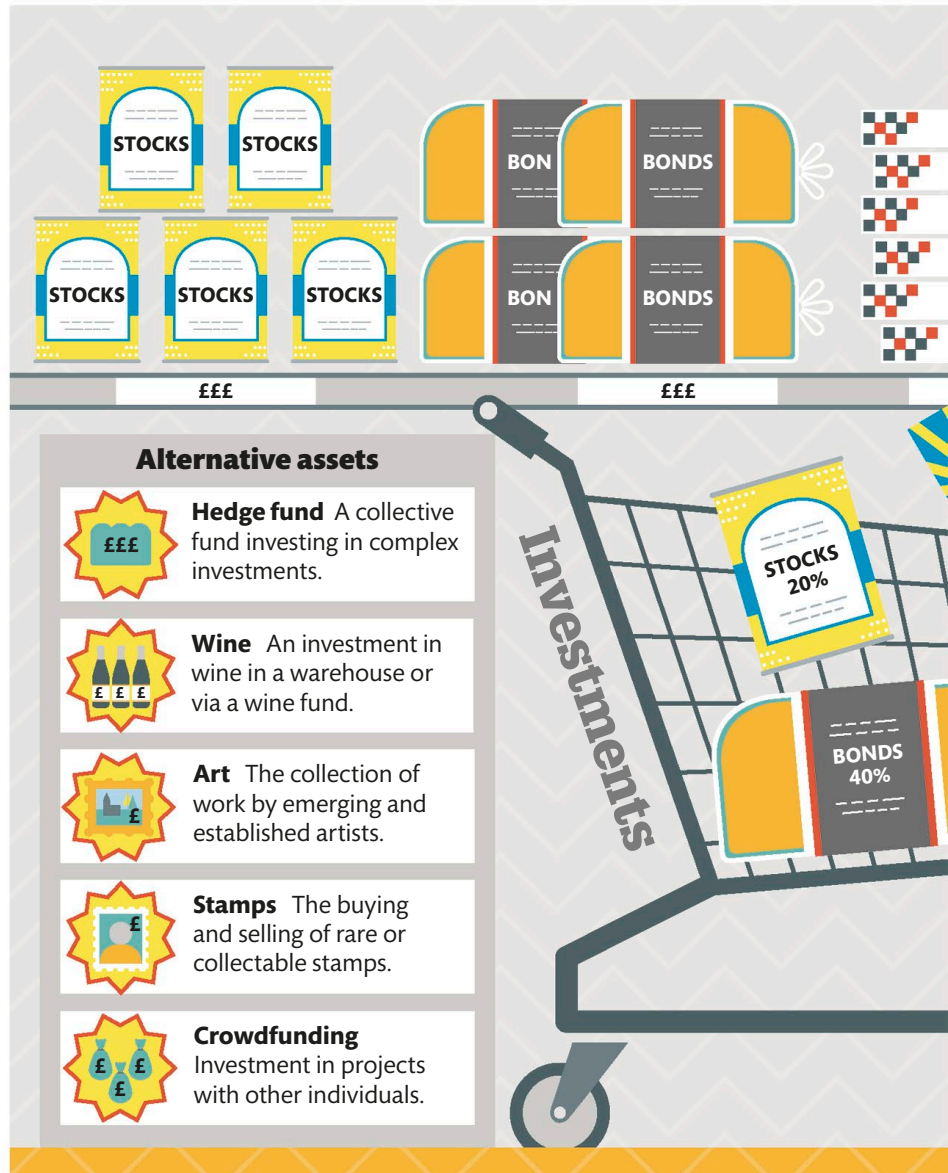 STOCKS
STOCKS
STOCKS
STOCKS
STOCKS
BON
BONDS
BON
BONDS
£££
£££
Alternative assets
£££
Hedge fund A collective
fund investing in complex
investments.
£ £ £
Wine An investment in
wine in a warehouse or
via a wine fund.
£
Art The collection of
work by emerging and
established artists.
£
Stamps The buying
and selling of rare or
collectable stamps.
£ £
£
Crowdfunding
Investment in projects
with other individuals.
Investments
STOCKS
20%
BONDS
40%